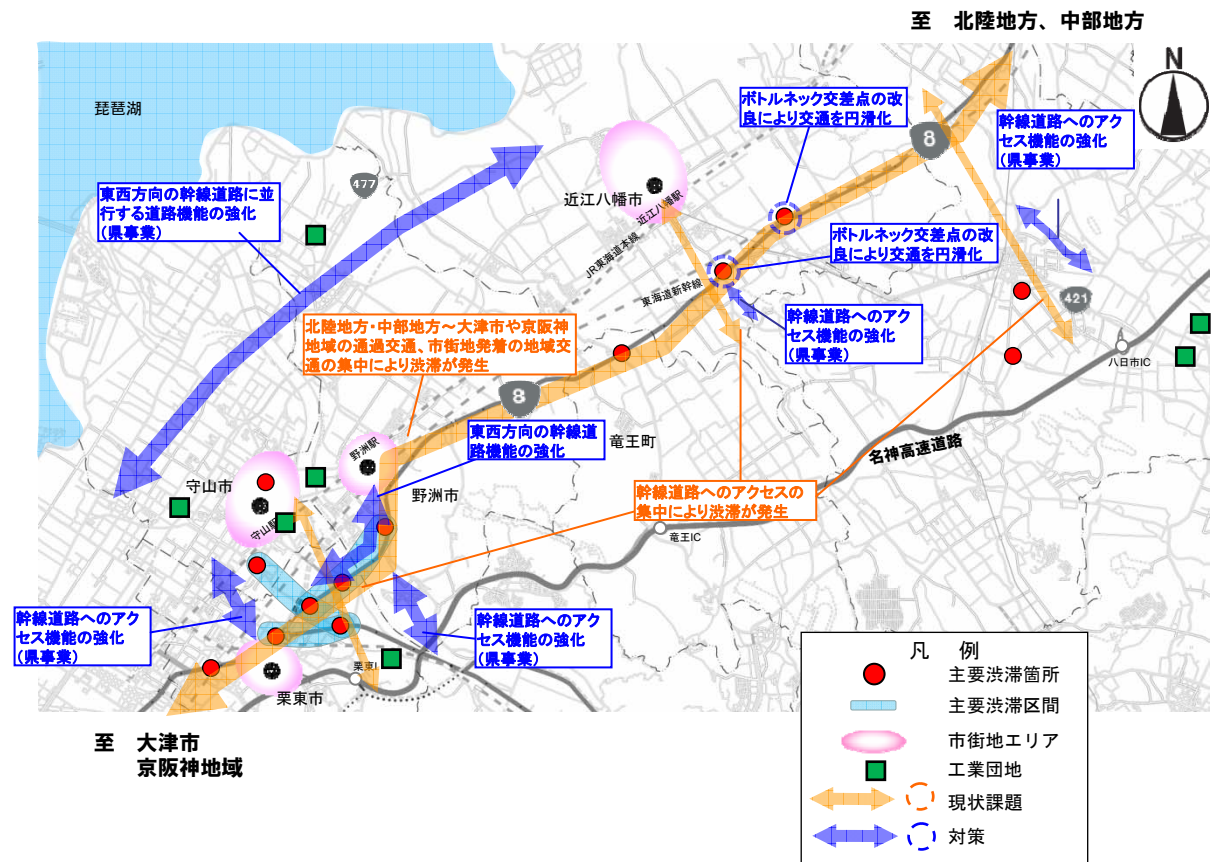 至 北陸地方、中部地方
N
琵琶湖
ボトルネック交差点の改
良により交通を円滑化
8
幹線道路へのアク
セス機能の強化
(県事業)
477
東西方向の幹線道路に並
行する道路機能の強化
(県事業)
近江八幡市
近江八幡駅
JR東海道本線
ボトルネック交差点の改
良により交通を円滑化
東海道新幹線
421
幹線道路へのアク
セス機能の強化
(県事業)
北陸地方・中部地方~大津市や京阪神
地域の通過交通、市街地発着の地域交
通の集中により渋滞が発生
八日市IC
8
竜王町
東西方向の幹線道
路機能の強化
名神高速道路
野洲駅
野洲市
守山市
守山駅
幹線道路へのアクセスの
集中により渋滞が発生
竜王IC
幹線道路へのアク
セス機能の強化
(県事業)
幹線道路へのアク
セス機能の強化
(県事業)
栗東I
栗東市
至 大津市
京阪神地域
凡 例
主要渋滞箇所
主要渋滞区間
市街地エリア
工業団地
現状課題
対策